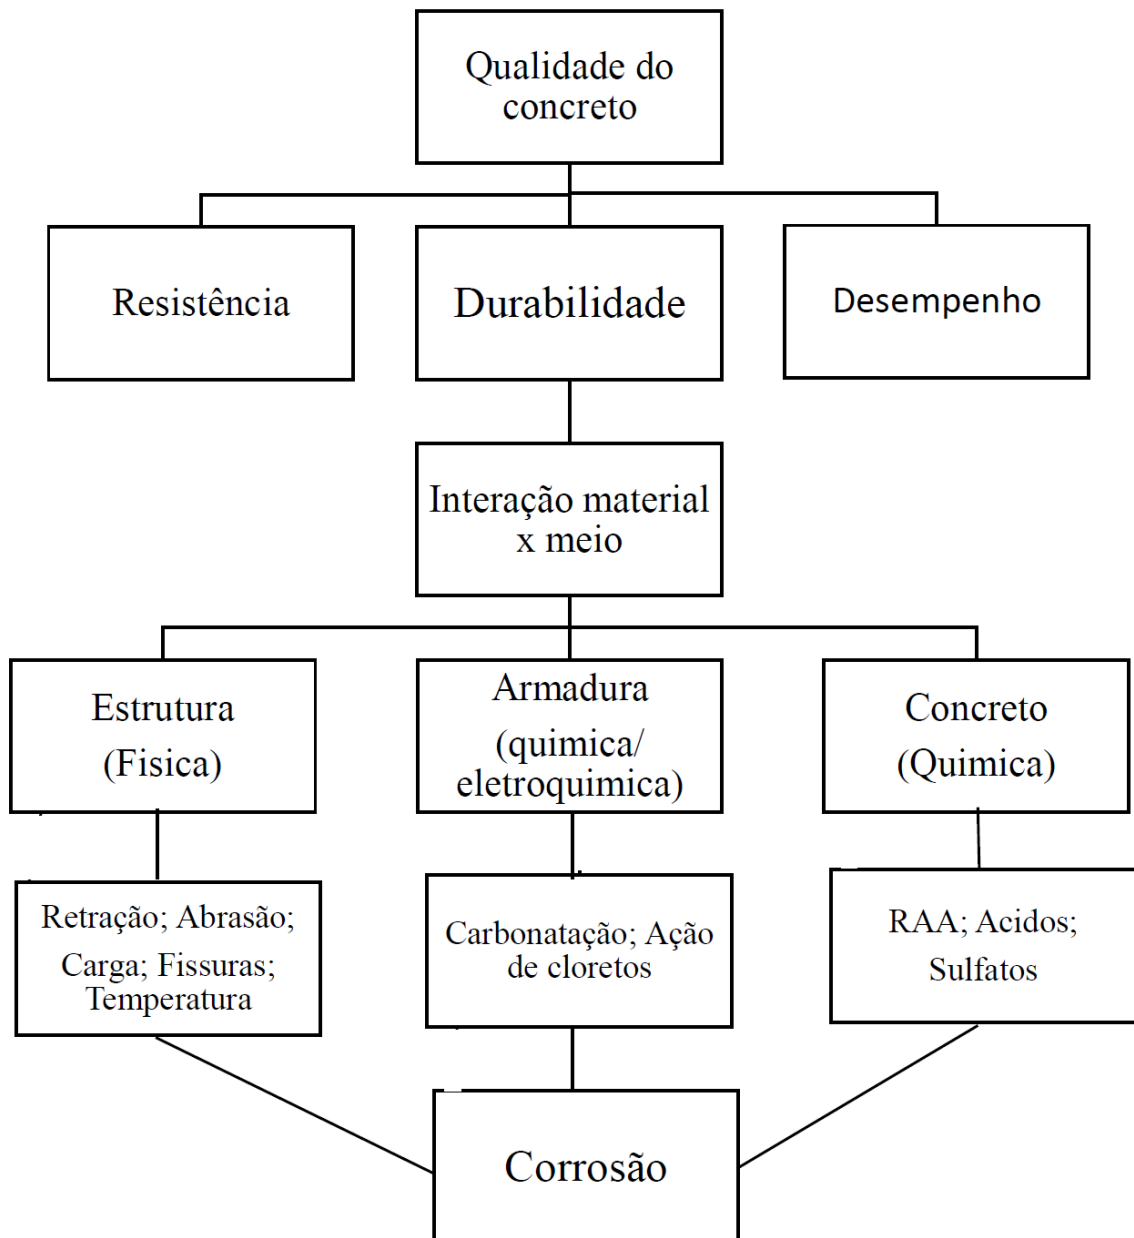 Qualidade do
concreto
Resistência
Durabilidade
Desempenho
Interação material
x meio
Estrutura
(Fisica)
Armadura
(quimica/
eletroquimica)
Concreto
(Quimica)
Retração; Abrasão;
Carga; Fissuras;
Temperatura
Carbonatação; Ação
de cloretos
RAA; Acidos;
Sulfatos
Corrosão